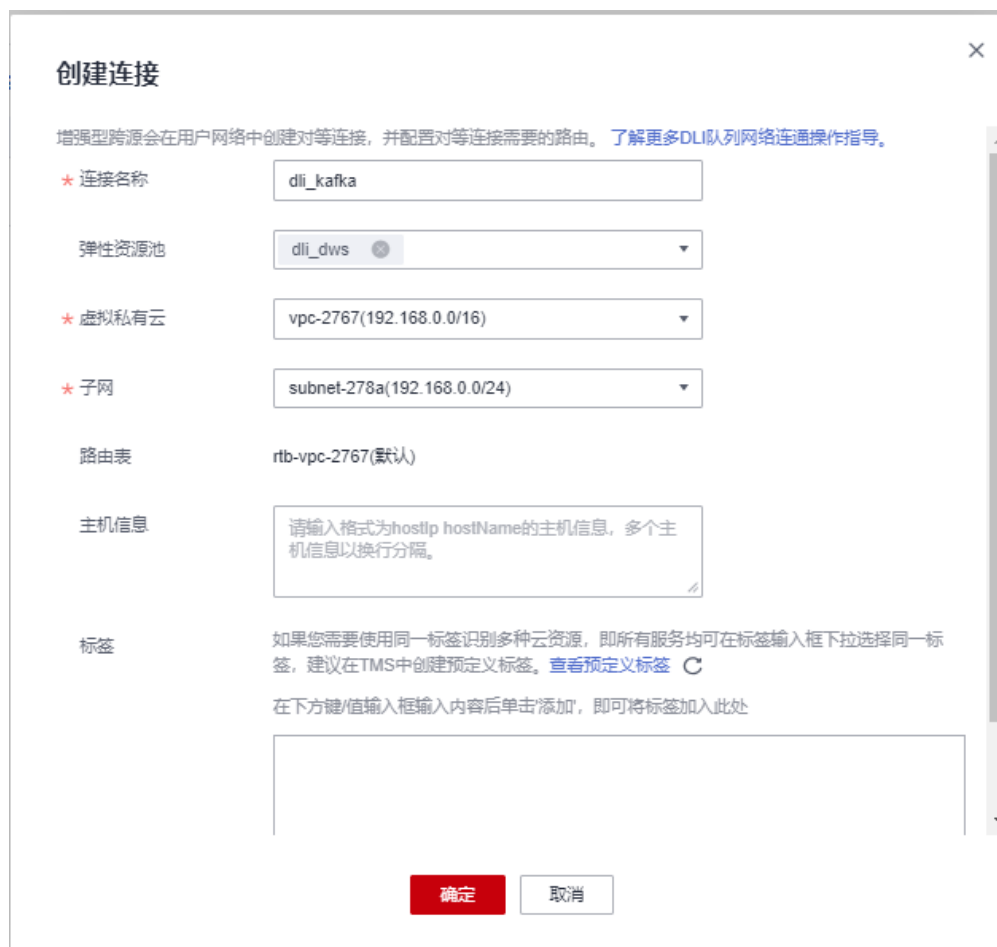 创建连接
增强型跨源会在用户网络中创建对等连接，并配置对等连接需要的路由。 了解更多DLI队列网络连通操作指导。
* 连接名称 dli_kafka
弹性资源池 dli_dws
* 虚拟私有云 vpc-2767(192.168.0.0/16)
* 子网 subnet-278a(192.168.0.0/24)
路由表 rtb-vpc-2767(默认)
主机信息 请输入格式为hostIp hostName的主机信息，多个主
机信息以换行分隔。
标签 如果您需要使用同一标签识别多种云资源，即所有服务均可在标签输入框下拉选择同一标
签，建议在TMS中创建预定义标签。查看预定义标签
在下方键/值输入框输入内容后单击'添加'，即可将标签加入此处
确定 取消